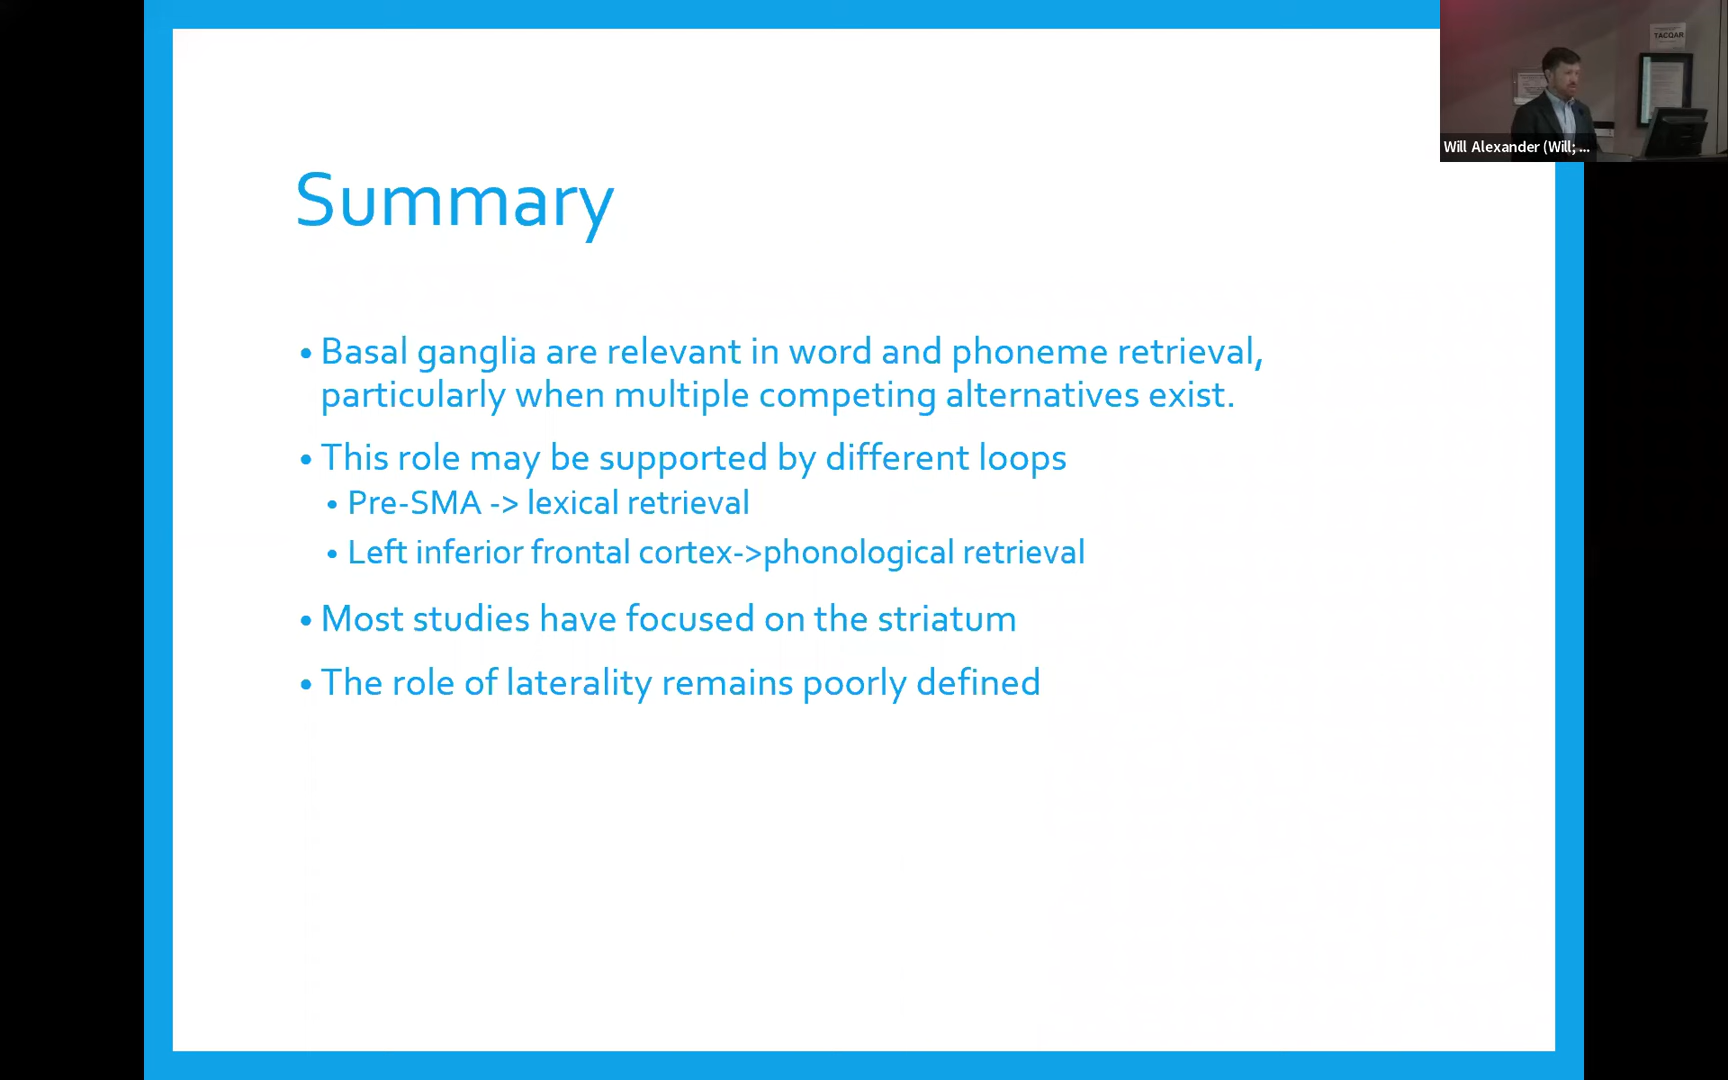 Summary
• Basal ganglia are relevant in word and phoneme retrieval,
particularly when multiple competing alternatives exist.
• This role may be supported by different loops
• Pre-SMA -> lexical retrieval
• Left inferior frontal cortex->phonological retrieval
• Most studies have focused on the striatum
• The role of laterality remains poorly defined
TACQAR
Will Alexander (Will; ...